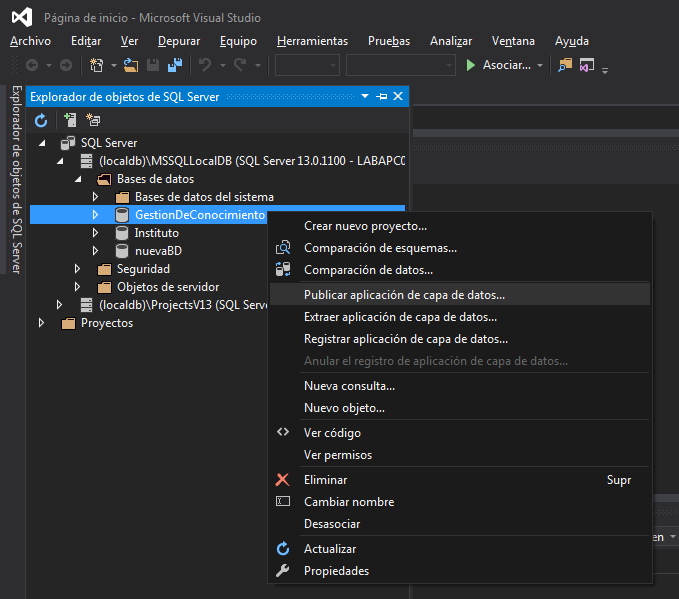 Página de inicio - Microsoft Visual Studio
Archivo Editar Ver Depurar Equipo Herramientas Pruebas Analizar Ventana Ayuda
Asociar...
Explorador de objetos de SQL Server
Explorador de objetos de SQL Server
SQL Server
(localdb)\MSSQLLocalDB (SQL Server 13.0.1100 - LABAPC0
Bases de datos
Bases de datos del sistema
GestionDeConocimiento
Instituto
nuevaBD
Seguridad
Objetos de servidor
(localdb)\ProjectsV13 (SQL Serve
Proyectos
Crear nuevo proyecto...
Comparación de esquemas...
Comparación de datos...
Publicar aplicación de capa de datos...
Extraer aplicación de capa de datos...
Registrar aplicación de capa de datos...
Anular el registro de aplicación de capa de datos...
Nueva consulta...
Nuevo objeto...
Ver código
Ver permisos
Eliminar Supr
Cambiar nombre
Desasociar
en
Actualizar
Propiedades